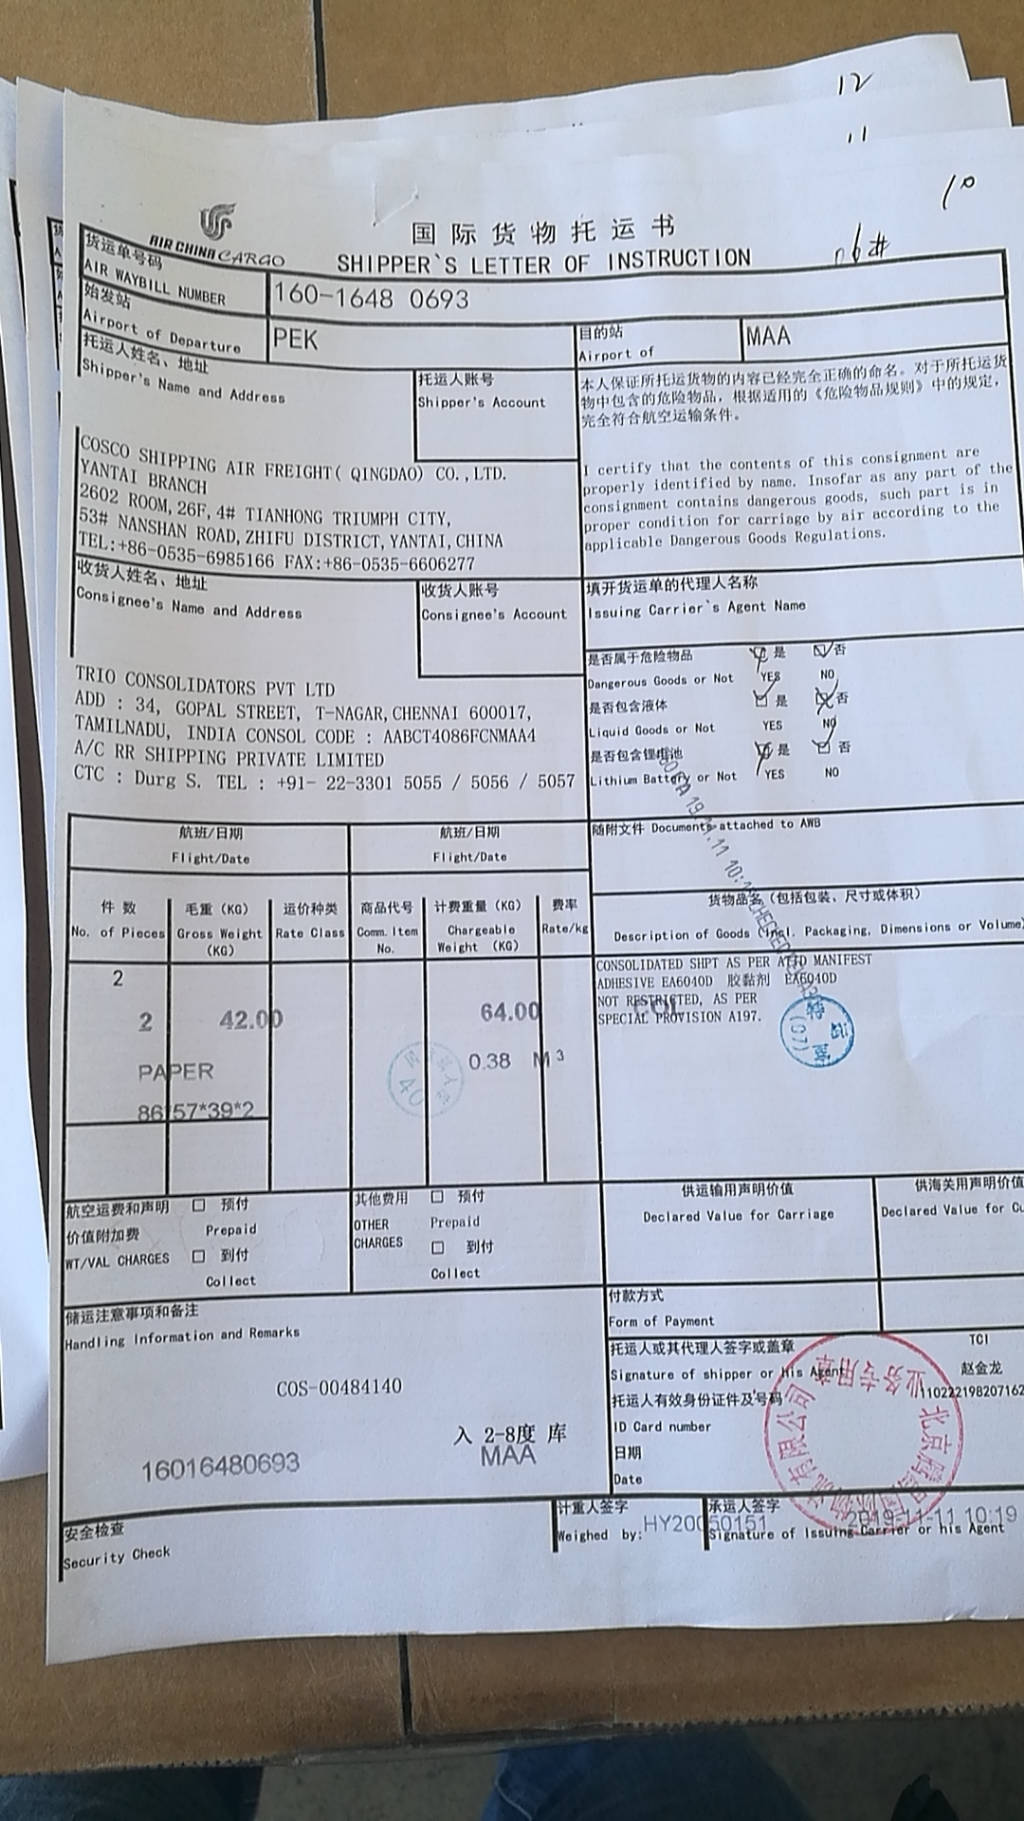 12
11
10
06#
AIR CHINA CARGO
国际货物托运书
SHIPPER`S LETTER OF INSTRUCTION
货运单号码
AIR WAYBILL NUMBER
160-1648 0693
始发站
Airport of Departure
PEK
目的站
Airport of
MAA
托运人姓名、地址
Shipper's Name and Address
托运人账号
Shipper's Account
COSCO SHIPPING AIR FREIGHT( QINGDAO) CO.,LTD.
YANTAI BRANCH
2602 ROOM,26F,4# TIANHONG TRIUMPH CITY,
53# NANSHAN ROAD,ZHIFU DISTRICT,YANTAI,CHINA
TEL:+86-0535-6985166 FAX:+86-0535-6606277
本人保证所托运货物的内容已经完全正确的命名。对于所托运货
物中包含的危险物品，根据适用的《危险物品规则》中的规定，
完全符合航空运输条件。
I certify that the contents of this consignment are
properly identified by name. Insofar as any part of the
consignment contains dangerous goods, such part is in
proper condition for carriage by air according to the
applicable Dangerous Goods Regulations.
收货人姓名、地址
Consignee's Name and Address
收货人账号
Consignee's Account
TRIO CONSOLIDATORS PVT LTD
ADD : 34, GOPAL STREET, T-NAGAR,CHENNAI 600017,
TAMILNADU, INDIA CONSOL CODE : AABCT4086FCNMAA4
A/C RR SHIPPING PRIVATE LIMITED
CTC : Durg S. TEL : +91- 22-3301 5055 / 5056 / 5057
填开货运单的代理人名称
Issuing Carrier`s Agent Name
是否属于危险物品 是 否
Dangerous Goods or Not YES NO
是否包含液体 是 否
Liquid Goods or Not YES NO
是否包含锂电池 是 否
Lithium Battery or Not YES NO
随附文件 Documents attached to AWB
航班/日期
Flight/Date
航班/日期
Flight/Date
件 数
No. of Pieces
毛重 (KG)
Gross Weight
(KG)
运价种类
Rate Class
商品代号
Comm. Item
No.
计费重量 (KG)
Chargeable
Weight (KG)
费率
Rate/kg
货物品名（包括包装、尺寸或体积）
Description of Goods (incl. Packaging, Dimensions or Volume)
2
2 42.00 64.00
0.38 M 3
PAPER
86*57*39*2
CONSOLIDATED SHPT AS PER ATTD MANIFEST
ADHESIVE EA6040D 胶黏剂 EA6040D
NOT RESTRICTED, AS PER
SPECIAL PROVISION A197.
COL
(07)
40
航空运费和声明
价值附加费
WT/VAL CHARGES
预付
Prepaid
到付
Collect
其他费用
OTHER
CHARGES
预付
Prepaid
到付
Collect
供运输用声明价值
Declared Value for Carriage
供海关用声明价值
Declared Value for Cu
储运注意事项和备注
Handling Information and Remarks
COS-00484140
入 2-8度 库
MAA
16016480693
付款方式
Form of Payment
托运人或其代理人签字或盖章
Signature of shipper or His Agent
托运人有效身份证件及号码
ID Card number
日期
Date
TCI
赵金龙
11022219820716
业务专用章
安全检查
Security Check
计重人签字
Weighed by:
HY20050151
承运人签字
Signature of Issuing Carrier or his Agent
2019-11-11 10:19